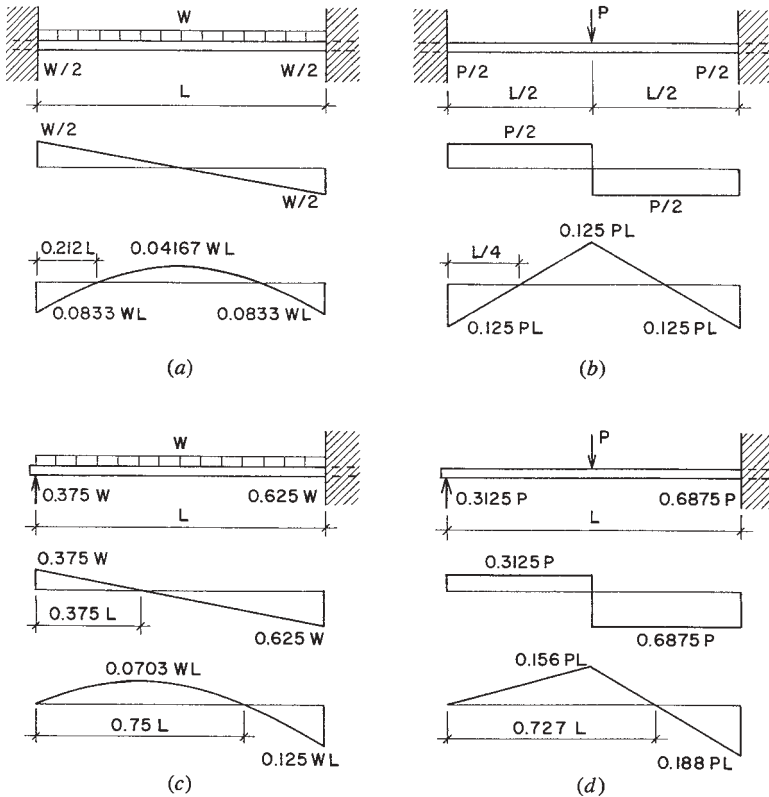 W
W/2 W/2
L
W/2
W/2
0.212 L 0.04167 WL
0.0833 WL 0.0833 WL
(a)
P
P/2 P/2
L/2 L/2
P/2
P/2
0.125 PL
L/4
0.125 PL 0.125 PL
(b)
W
0.375 W 0.625 W
L
0.375 W
0.375 L
0.625 W
0.0703 WL
0.75 L
0.125 WL
(c)
P
0.3125 P 0.6875 P
L
0.3125 P
0.6875 P
0.156 PL
0.727 L
0.188 PL
(d)